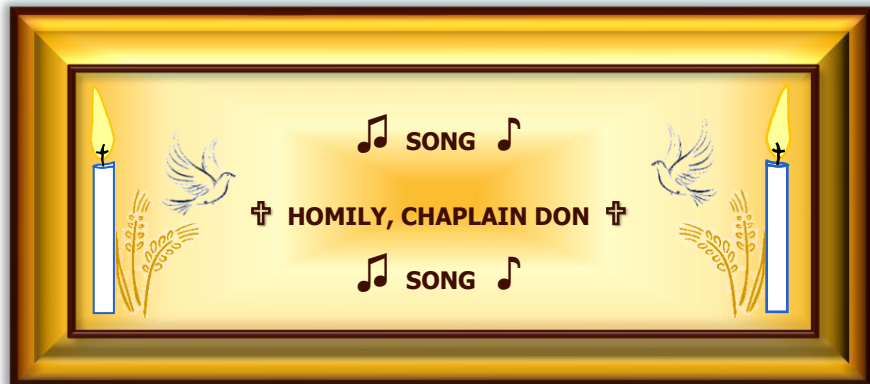 ♫ SONG ♪
✞ HOMILY, CHAPLAIN DON ✞
♫ SONG ♪